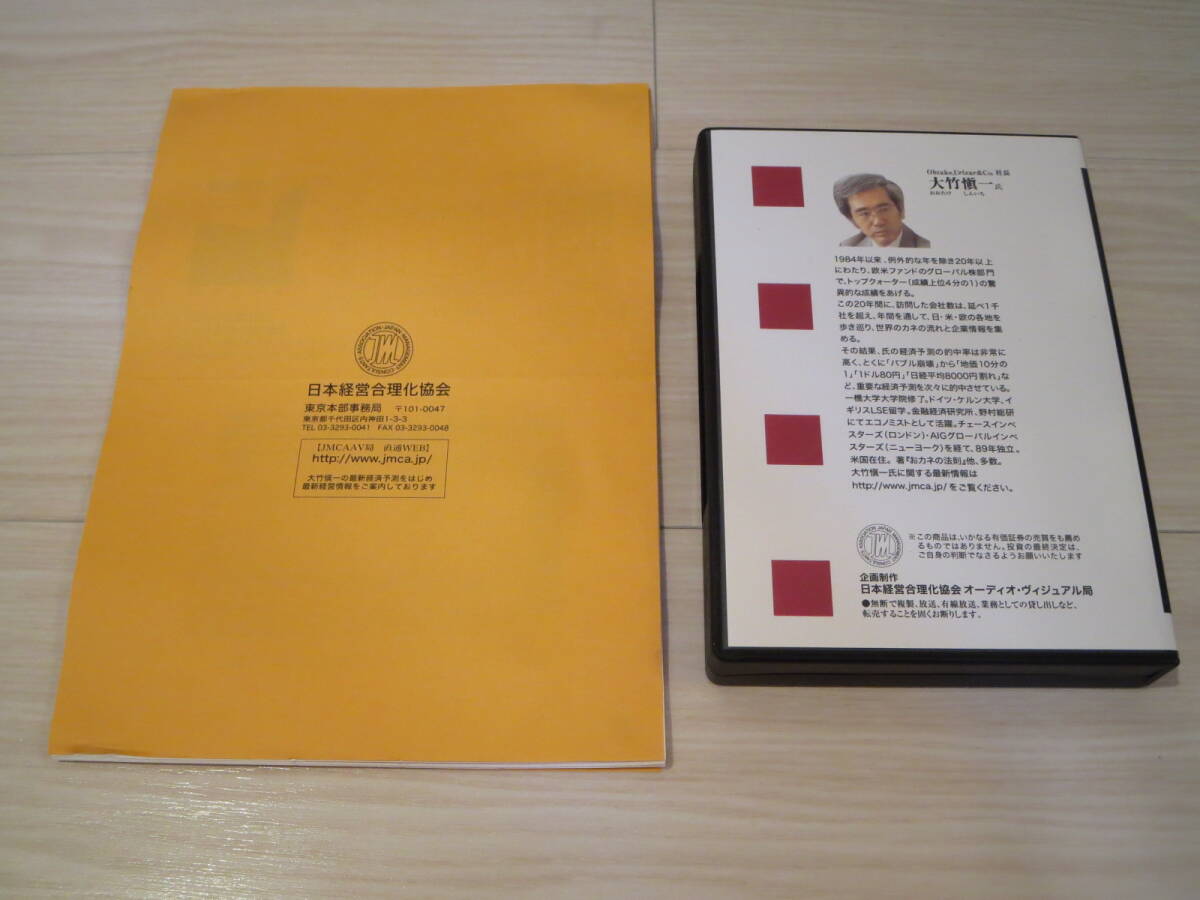 JAPAN MANAGEMENT CONSULTANTS ASSOCIATION
JM
日本経営合理化協会
東京本部事務局 〒101-0047
東京都千代田区内神田1-3-3
TEL 03-3293-0041 FAX 03-3293-0048
【JMCAAV局 直通WEB】
http://www.jmca.jp/
大竹愼一の最新経済予測をはじめ
最新経営情報をご案内しております
Ohtake,Urizar&Co. 社長
大竹愼一氏
おおたけ しんいち
1984年以来、例外的な年を除き20年以上
にわたり、欧米ファンドのグローバル株部門
で、トップクォーター(成績上位4分の1)の驚
異的な成績をあげる。
この20年間に、訪問した会社数は、延べ1千
社を超え、年間を通して、日・米・欧の各地を
歩き巡り、世界のカネの流れと企業情報を集
める。
その結果、氏の経済予測の的中率は非常に
高く、とくに「バブル崩壊」から「地価10分の
1」「1ドル80円」「日経平均8000円割れ」な
ど、重要な経済予測を次々に的中させている。
一橋大学大学院修了。ドイツ・ケルン大学、イ
ギリスLSE留学。金融経済研究所、野村総研
にてエコノミストとして活躍。チェースインベ
スターズ(ロンドン)・AIGグローバルインベ
スターズ(ニューヨーク)を経て、89年独立。
米国在住。著『おカネの法則』他、多数。
大竹愼一氏に関する最新情報は
http://www.jmca.jp/をご覧ください。
JM
※この商品は、いかなる有価証券の売買をも薦め
るものではありません。投資の最終決定は、
ご自身の判断でなさるようお願いいたします
企画制作
日本経営合理化協会 オーディオ・ヴィジュアル局
●無断で複製、放送、有線放送、業務としての貸し出しなど、
転売することを固くお断りします。